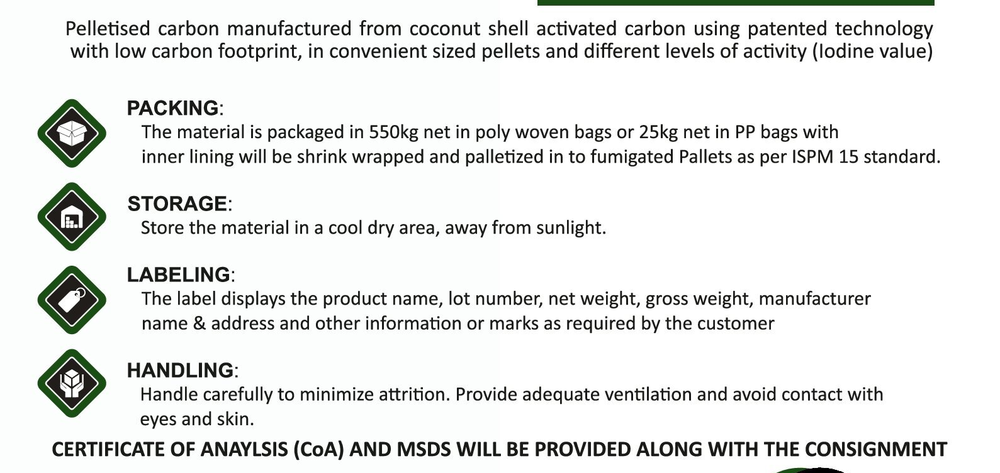 Pelletised carbon manufactured from coconut shell activated carbon using patented technology
with low carbon footprint, in convenient sized pellets and different levels of activity (Iodine value)
PACKING:
The material is packaged in 550kg net in poly woven bags or 25kg net in PP bags with
inner lining will be shrink wrapped and palletized in to fumigated Pallets as per ISPM 15 standard.
STORAGE:
Store the material in a cool dry area, away from sunlight.
LABELING:
The label displays the product name, lot number, net weight, gross weight, manufacturer
name & address and other information or marks as required by the customer
HANDLING:
Handle carefully to minimize attrition. Provide adequate ventilation and avoid contact with
eyes and skin.
CERTIFICATE OF ANAYLSIS (CoA) AND MSDS WILL BE PROVIDED ALONG WITH THE CONSIGNMENT